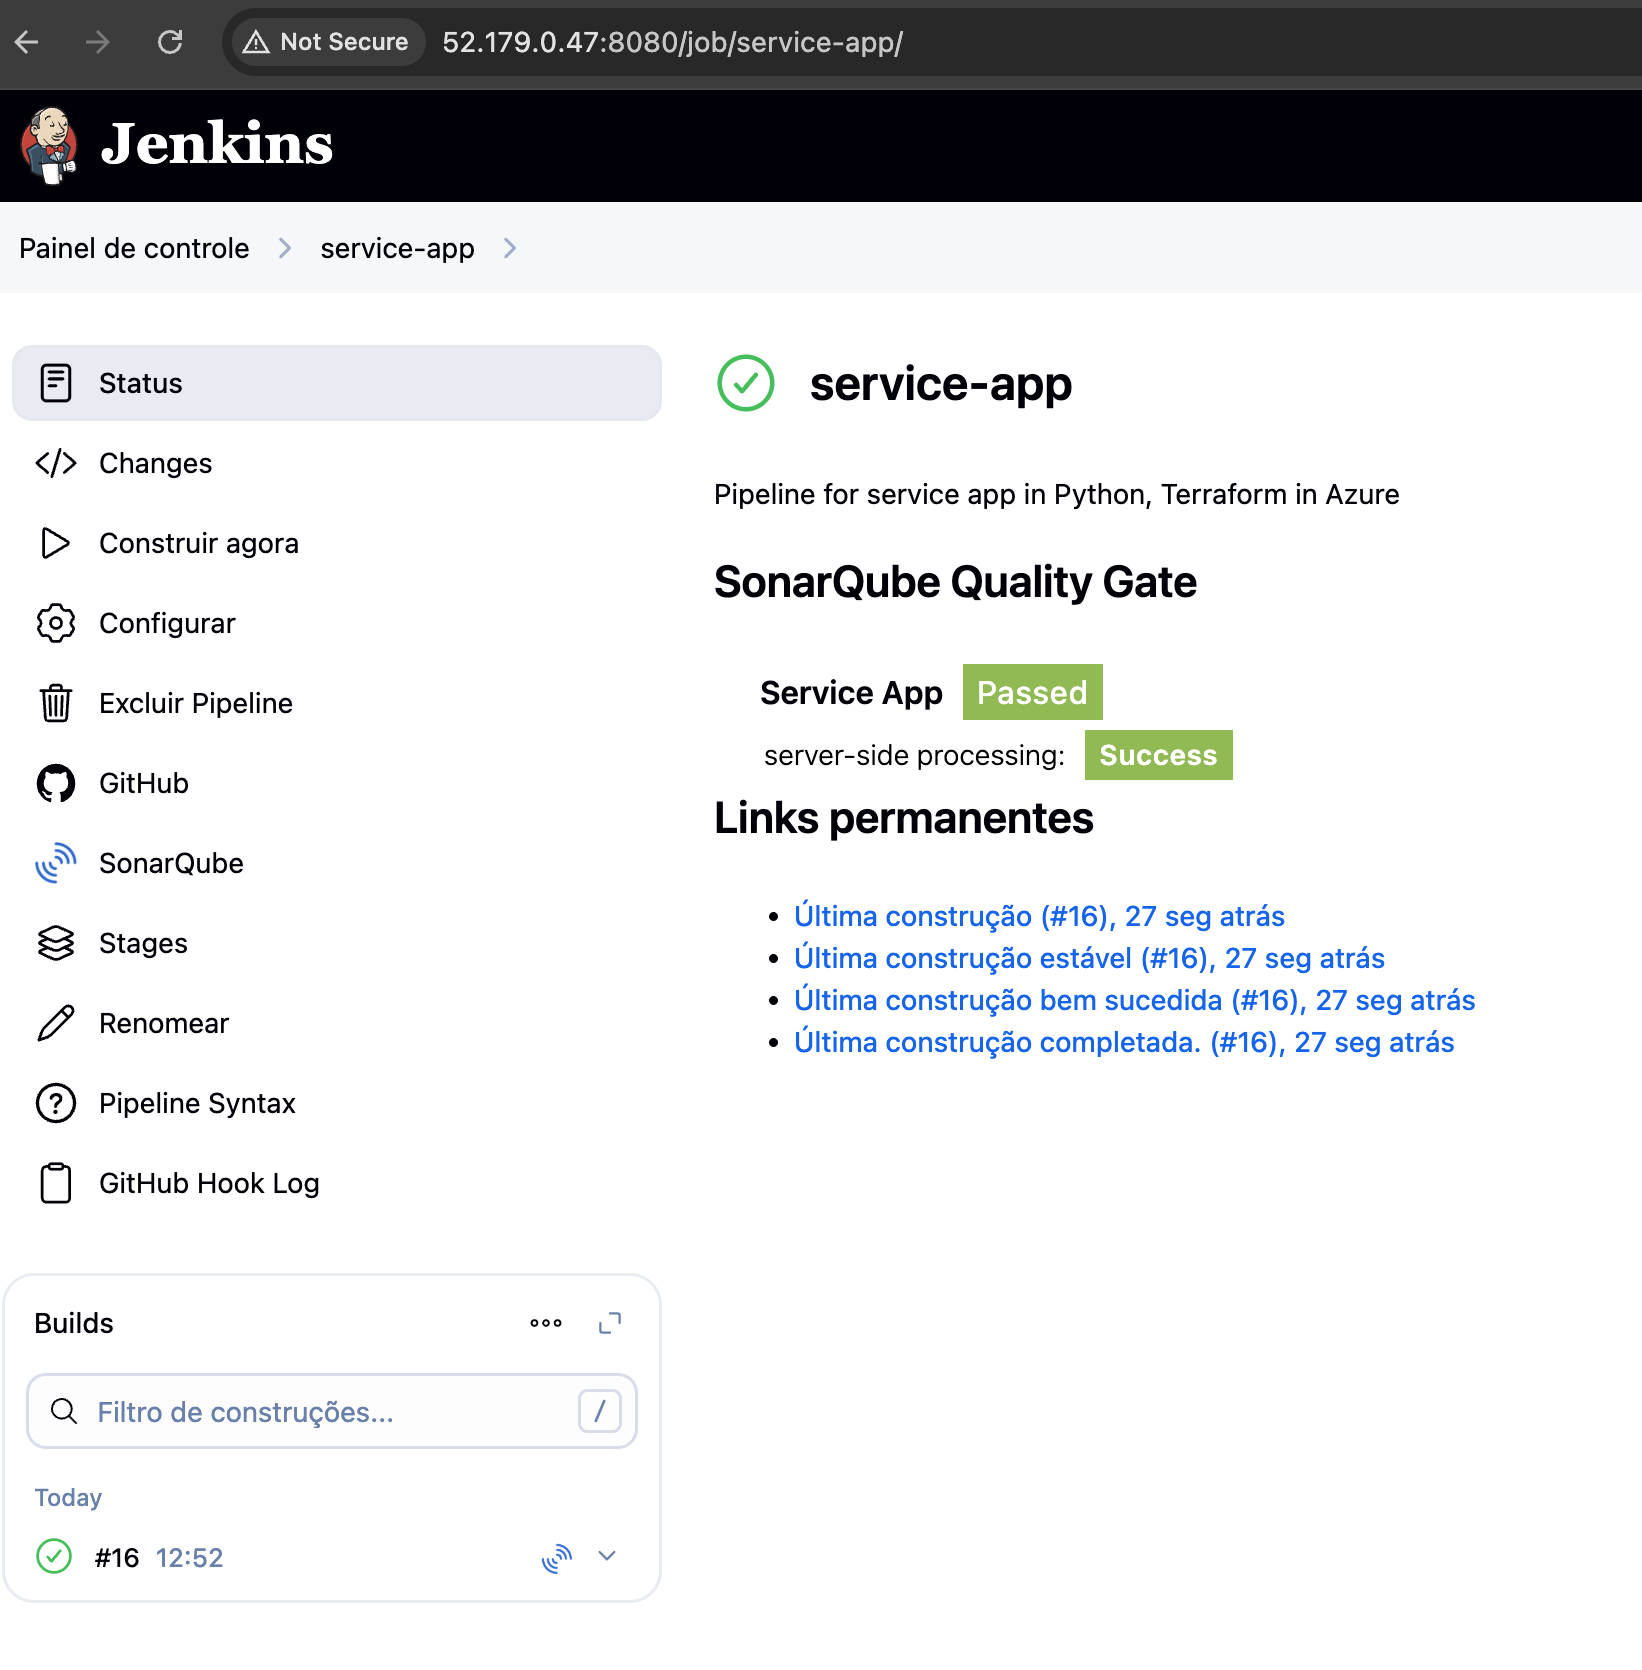 Not Secure 52.179.0.47:8080/job/service-app/
Jenkins
Painel de controle service-app
Status
Changes
Construir agora
Configurar
Excluir Pipeline
GitHub
SonarQube
Stages
Renomear
Pipeline Syntax
GitHub Hook Log
Builds
Filtro de construções...
/
Today
#16 12:52
service-app
Pipeline for service app in Python, Terraform in Azure
SonarQube Quality Gate
Service App Passed
server-side processing: Success
Links permanentes
Última construção (#16), 27 seg atrás
Última construção estável (#16), 27 seg atrás
Última construção bem sucedida (#16), 27 seg atrás
Última construção completada. (#16), 27 seg atrás